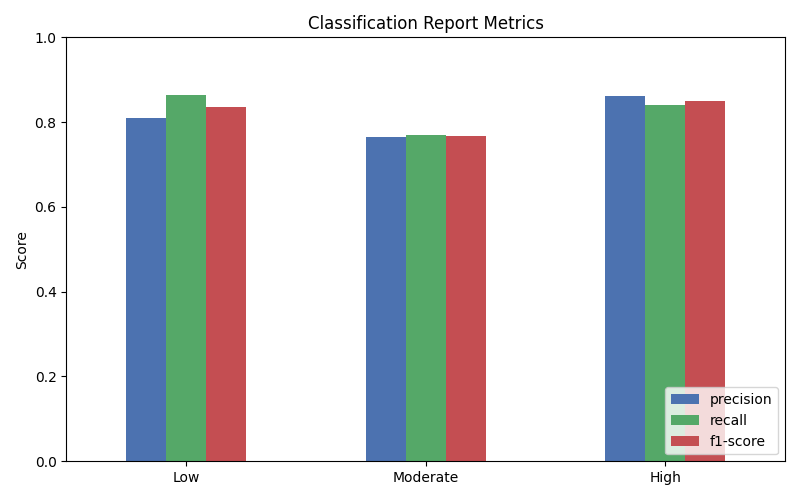 Classification Report Metrics
1.0
0.8
0.6
0.4
0.2
0.0
Score
Low
Moderate
High
precision
recall
f1-score